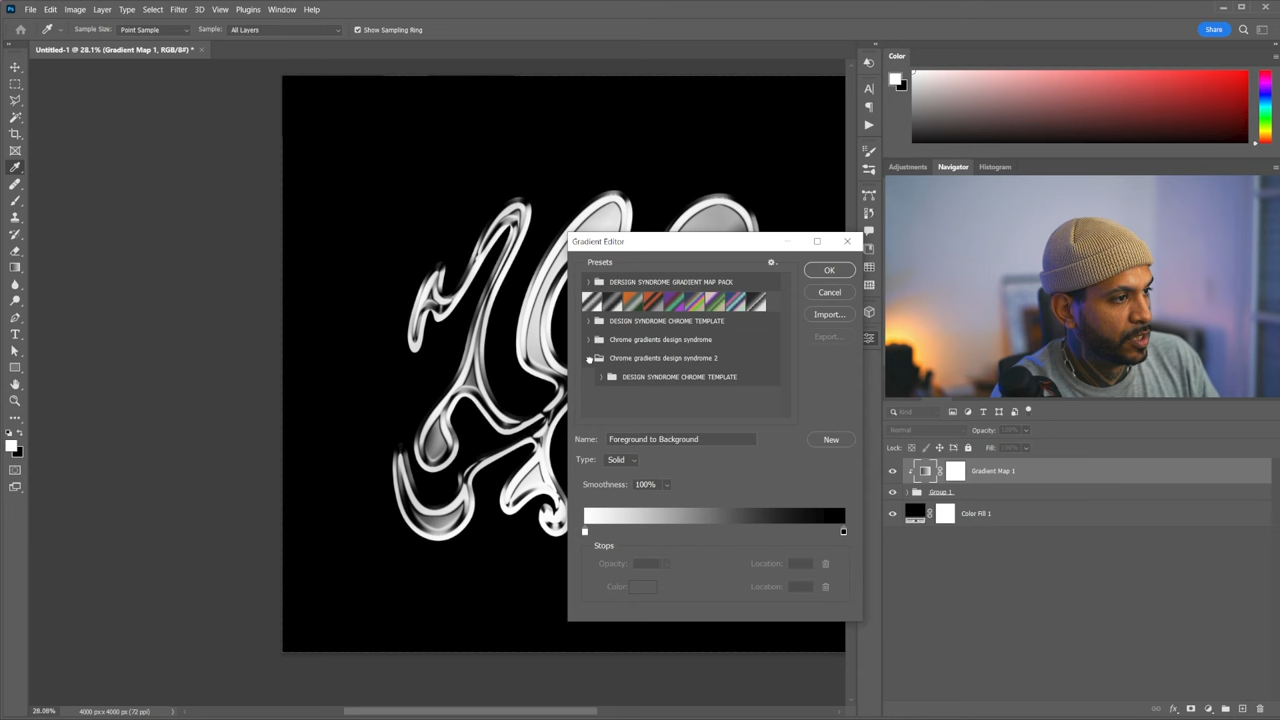 Ps File Edit Image Layer Type Select Filter 3D View Plugins Window Help
Sample Size: Point Sample Sample: All Layers Show Sampling Ring Share
Untitled-1 @ 28.1% (Gradient Map 1, RGB/8#) *
Color
Adjustments Navigator Histogram
Gradient Editor
Presets
DERSIGN SYNDROME GRADIENT MAP PACK
DESIGN SYNDROME CHROME TEMPLATE
Chrome gradients design syndrome
Chrome gradients design syndrome 2
DESIGN SYNDROME CHROME TEMPLATE
OK
Cancel
Import...
Export...
Name: Foreground to Background New
Type: Solid
Smoothness: 100%
Stops
Opacity: Location:
Color: Location:
Kind
Normal Opacity: 100%
Lock: Fill: 100%
Gradient Map 1
Group 1
Color Fill 1
28.08% 4000 px x 4000 px (72 ppi)